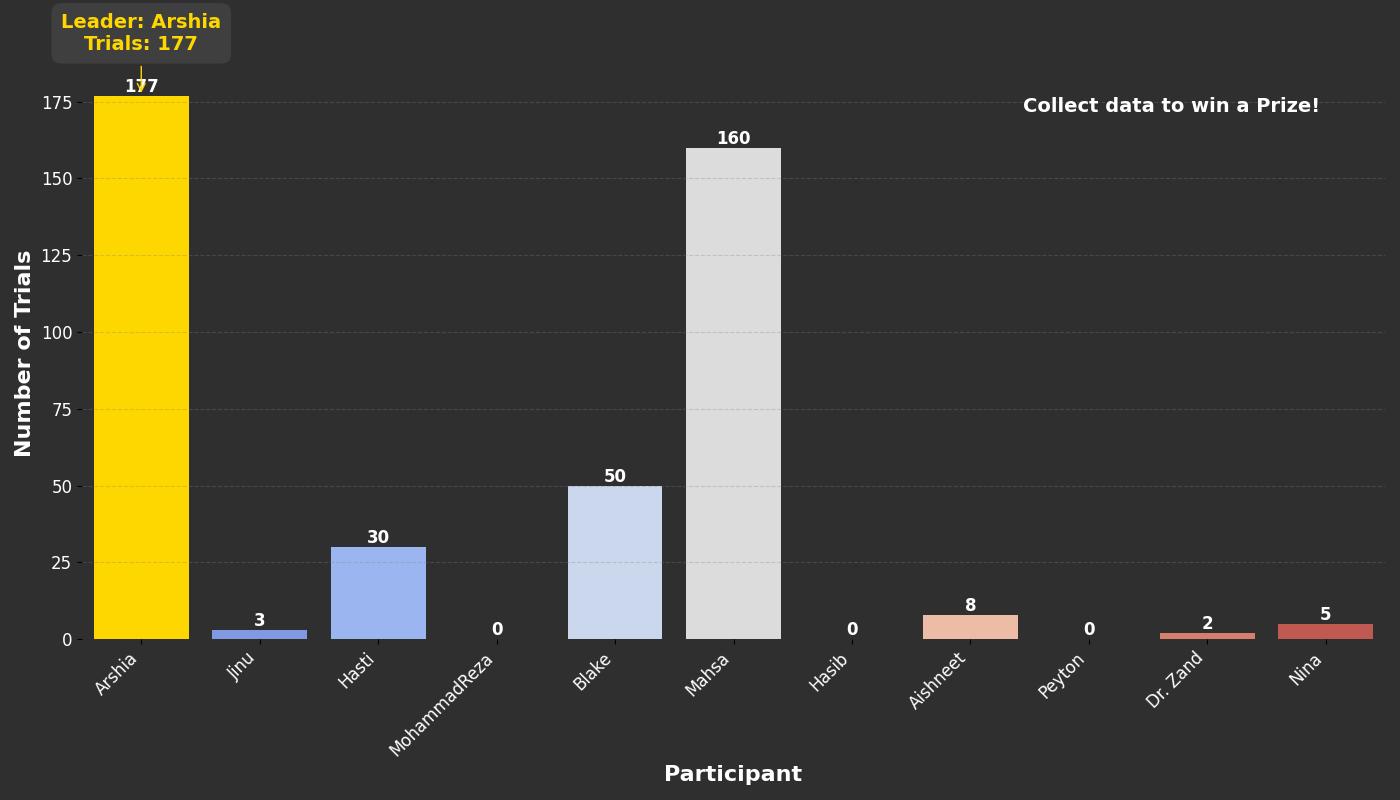 Leader: Arshia
Trials: 177
177
175
Collect data to win a Prize!
160
150
125
Number of Trials
100
75
50
50
30
25
3
0
0
8
0
2
5
0
Arshia
Jinu
Hasti
MohammadReza
Blake
Mahsa
Hasib
Aishneet
Peyton
Dr. Zand
Nina
Participant